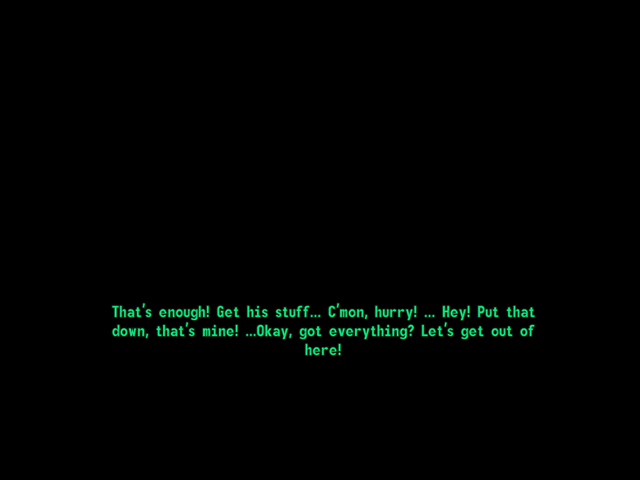 That's enough! Get his stuff... C'mon, hurry! ... Hey! Put that
down, that's mine! ...Okay, got everything? Let's get out of
here!